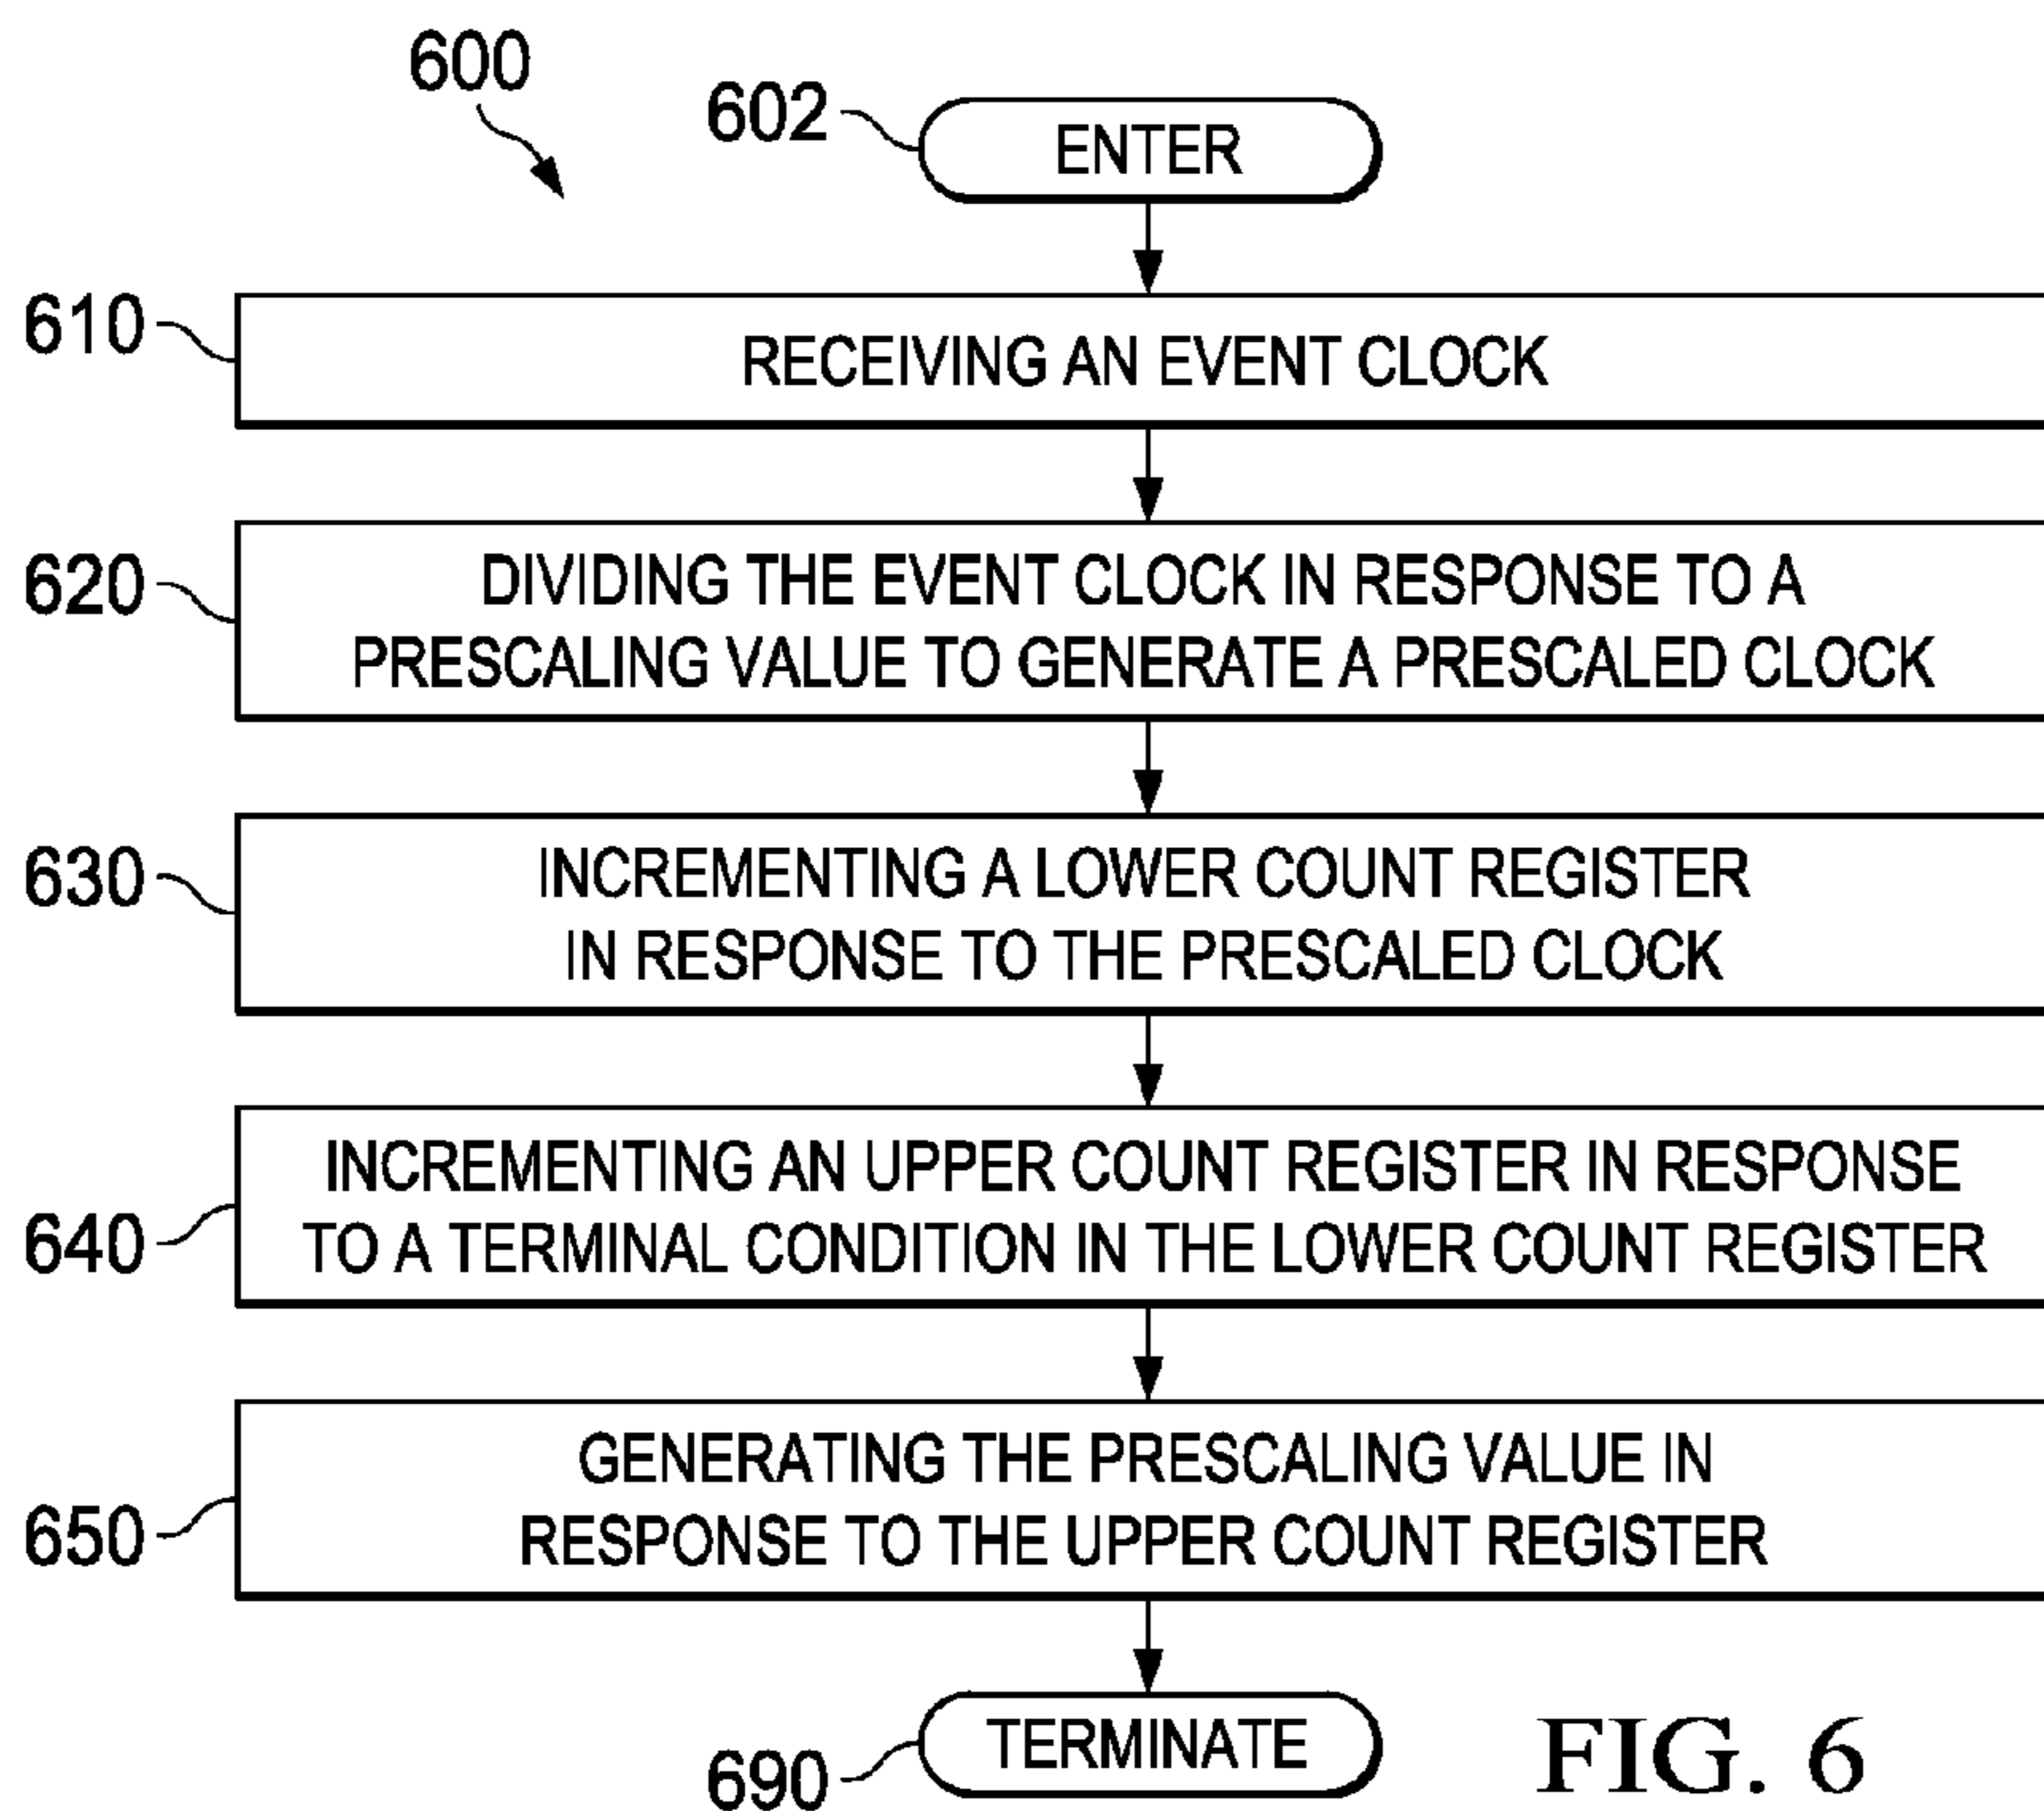 600
602
ENTER
610
RECEIVING AN EVENT CLOCK
620
DIVIDING THE EVENT CLOCK IN RESPONSE TO A
PRESCALING VALUE TO GENERATE A PRESCALED CLOCK
630
INCREMENTING A LOWER COUNT REGISTER
IN RESPONSE TO THE PRESCALED CLOCK
640
INCREMENTING AN UPPER COUNT REGISTER IN RESPONSE
TO A TERMINAL CONDITION IN THE LOWER COUNT REGISTER
650
GENERATING THE PRESCALING VALUE IN
RESPONSE TO THE UPPER COUNT REGISTER
690
TERMINATE
FIG. 6